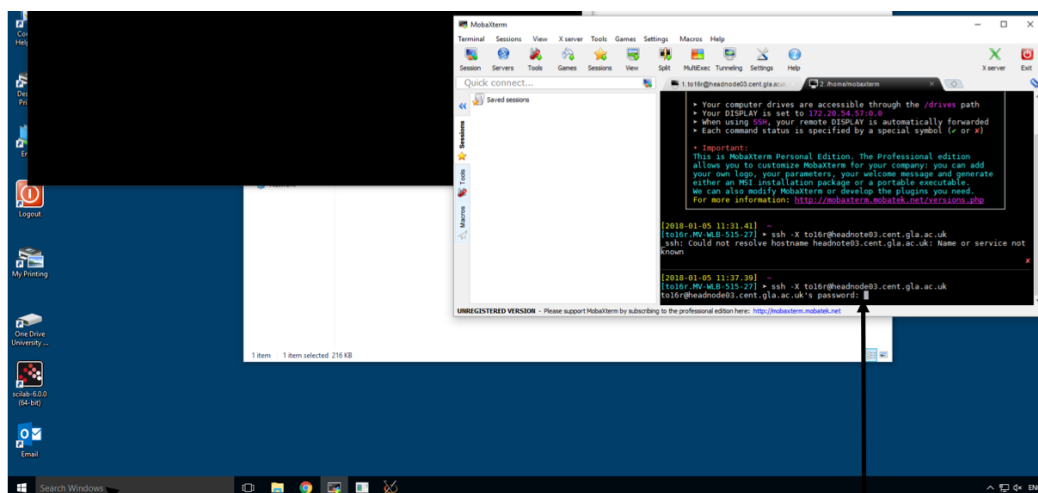 Co
Help
Des
Pri
Er
Logout
My Printing
One Drive
University ...
scilab-6.0.0
(64-bit)
Email
Search Windows
1 item 1 item selected 216 KB
MobaXterm
Terminal Sessions View X server Tools Games Settings Macros Help
Session Servers Tools Games Sessions View Split MultiExec Tunneling Settings Help X server Exit
Quick connect...
1. to16r@headnode03.cent.gla.ac.u
2. /home/mobaxterm
Saved sessions
Sessions
Tools
Macros
➤ Your computer drives are accessible through the /drives path
➤ Your DISPLAY is set to 172.20.54.57:0.0
➤ When using SSH, your remote DISPLAY is automatically forwarded
➤ Each command status is specified by a special symbol (✓ or ✗)
• Important:
This is MobaXterm Personal Edition. The Professional edition
allows you to customize MobaXterm for your company: you can add
your own logo, your parameters, your welcome message and generate
either an MSI installation package or a portable executable.
We can also modify MobaXterm or develop the plugins you need.
For more information: http://mobaxterm.mobatek.net/versions.php
[2018-01-05 11:31.41] ~
[to16r.MV-WLB-515-27] ➤ ssh -X to16r@headnote03.cent.gla.ac.uk
ssh: Could not resolve hostname headnote03.cent.gla.ac.uk: Name or service not
known
✗
[2018-01-05 11:37.39] ~
[to16r.MV-WLB-515-27] ➤ ssh -X to16r@headnode03.cent.gla.ac.uk
to16r@headnode03.cent.gla.ac.uk's password:
UNREGISTERED VERSION - Please support MobaXterm by subscribing to the professional edition here: http://mobaxterm.mobatek.net